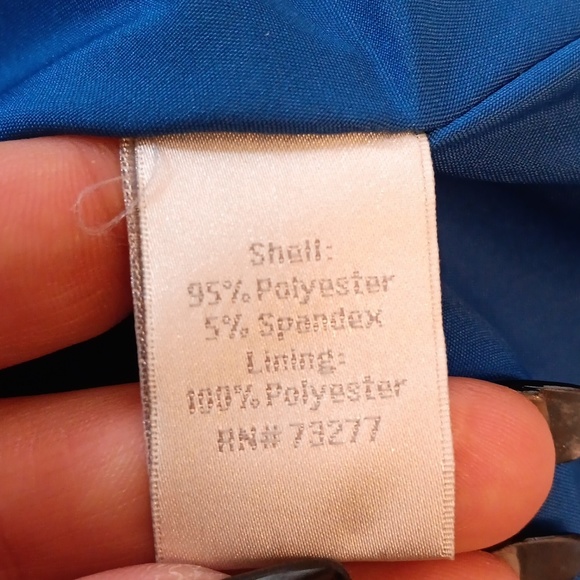 Shell:
95% Polyester
5% Spandex
Lining:
100% Polyester
RN# 73277